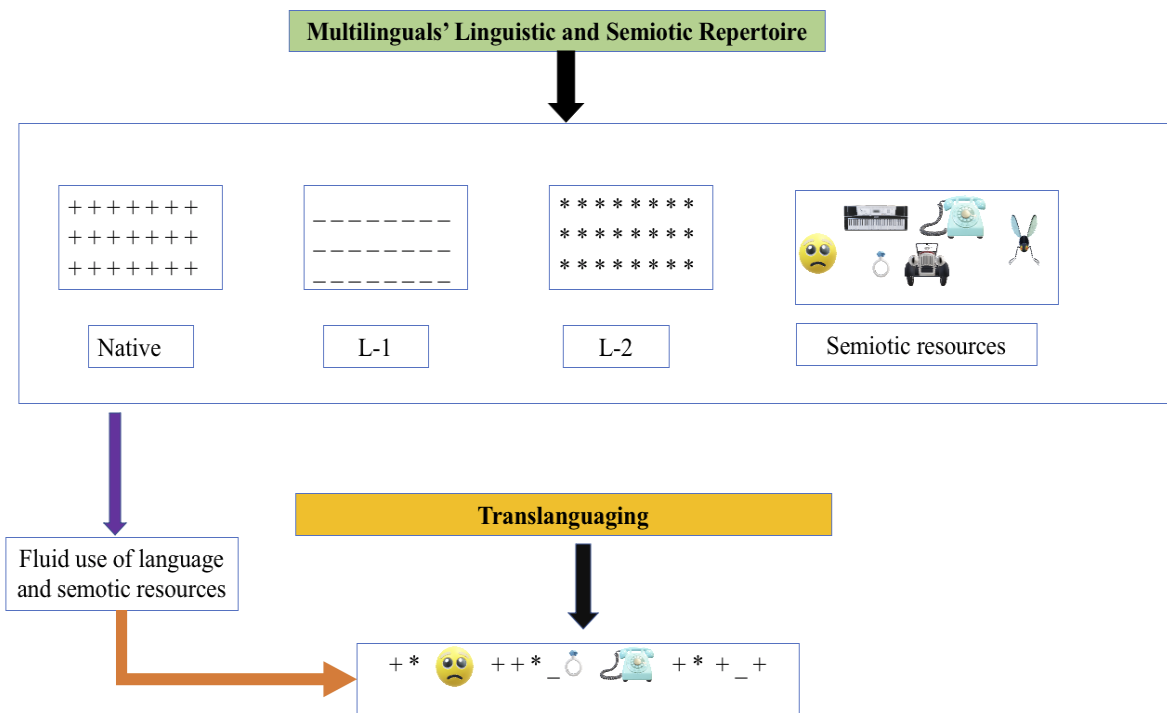 Multilinguals’ Linguistic and Semiotic Repertoire
+ + + + + + +
+ + + + + + +
+ + + + + + +
_ _ _ _ _ _ _ _
_ _ _ _ _ _ _ _
_ _ _ _ _ _ _ _
* * * * * * * *
* * * * * * * *
* * * * * * * *
Native
L-1
L-2
Semiotic resources
Translanguaging
Fluid use of language
and semotic resources
+ * + + * _ + * + _ +